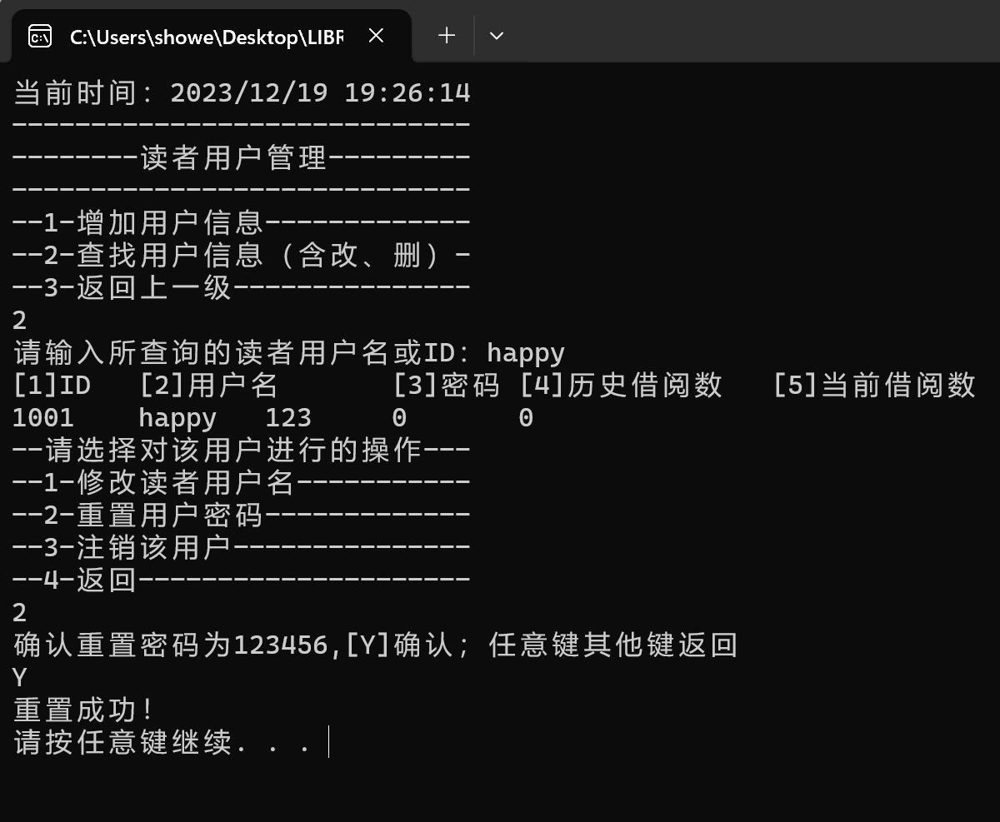 C:\Users\showe\Desktop\LIBR
当前时间：2023/12/19 19:26:14
-----------------------------
--------读者用户管理---------
-----------------------------
--1-增加用户信息-------------
--2-查找用户信息（含改、删）-
--3-返回上一级---------------
2
请输入所查询的读者用户名或ID：happy
[1]ID   [2]用户名       [3]密码 [4]历史借阅数   [5]当前借阅数
1001    happy   123     0       0
--请选择对该用户进行的操作---
--1-修改读者用户名-----------
--2-重置用户密码-------------
--3-注销该用户---------------
--4-返回---------------------
2
确认重置密码为123456,[Y]确认；任意键其他键返回
Y
重置成功！
请按任意键继续. . .